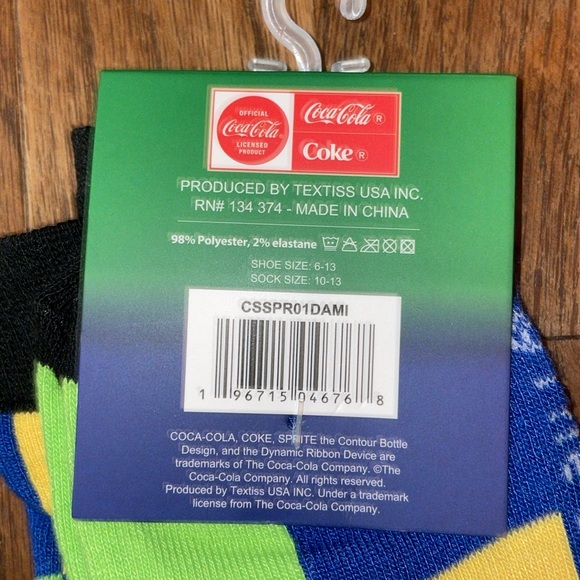 OFFICIAL
Coca-Cola®
LICENSED
PRODUCT
Coca-Cola®
Coke®
PRODUCED BY TEXTISS USA INC.
RN# 134 374 - MADE IN CHINA
98% Polyester, 2% elastane
SHOE SIZE: 6-13
SOCK SIZE: 10-13
CSSPR01DAMI
1 96715 04676 8
COCA-COLA, COKE, SPRITE the Contour Bottle
Design, and the Dynamic Ribbon Device are
trademarks of The Coca-Cola Company. ©The
Coca-Cola Company. All rights reserved.
Produced by Textiss USA INC. Under a trademark
license from The Coca-Cola Company.